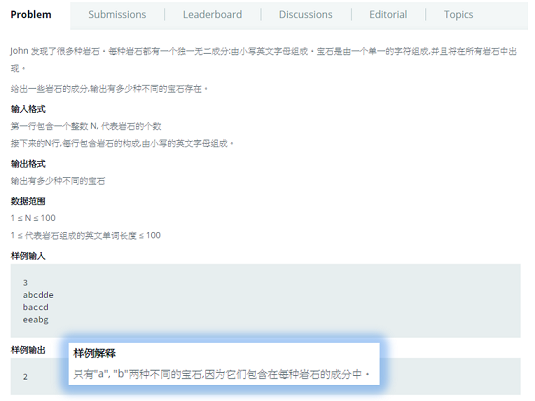 Problem Submissions Leaderboard Discussions Editorial Topics
John 发现了很多种岩石。每种岩石都有一个独一无二成分:由小写英文字母组成。宝石是由一个单一的字符组成,并且将在所有岩石中出
现。
给出一些岩石的成分,输出有多少种不同的宝石存在。
输入格式
第一行包含一个整数 N, 代表岩石的个数
接下来的N行,每行包含岩石的构成,由小写的英文字母组成。
输出格式
输出有多少种不同的宝石
数据范围
1 ≤ N ≤ 100
1 ≤ 代表岩石组成的英文单词长度 ≤ 100
样例输入
3
abcdde
baccd
eeabg
样例输出
2
样例解释
只有"a", "b"两种不同的宝石,因为它们包含在每种岩石的成分中。